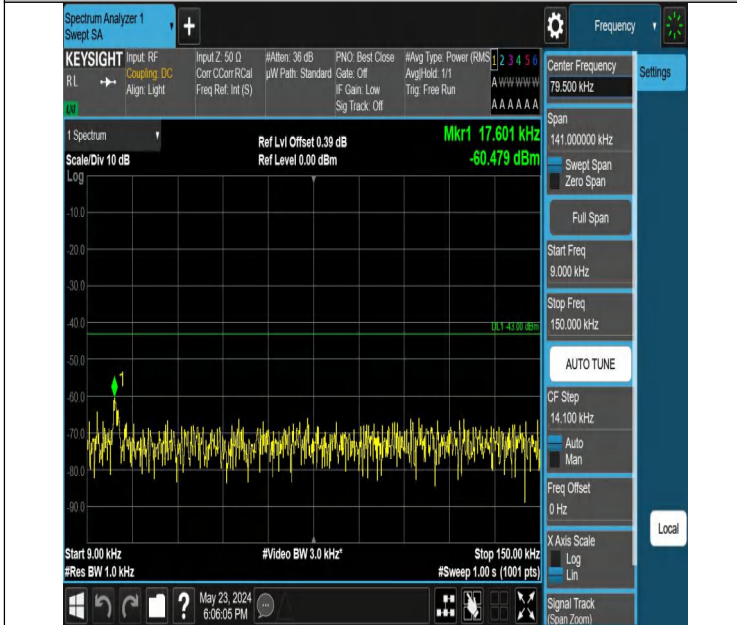 Spectrum Analyzer 1
Swept SA
+
Frequency
KEYSIGHT
RL
Input: RF
Coupling: DC
Align: Light
Input Z: 50 Ω
Corr CCorr RCal
Freq Ref: Int (S)
#Atten: 36 dB
µW Path: Standard
PNO: Best Close
Gate: Off
IF Gain: Low
Sig Track: Off
#Avg Type: Power (RMS
Avg|Hold: 1/1
Trig: Free Run
1 2 3 4 5 6
A W W W W W
A A A A A A
1 Spectrum
Scale/Div 10 dB
Log
Ref Lvl Offset 0.39 dB
Ref Level 0.00 dBm
Mkr1 17.601 kHz
-60.479 dBm
-10.0
-20.0
-30.0
-40.0
DL1 -43.00 dBm
-50.0
1
-60.0
-70.0
-80.0
-90.0
Start 9.00 kHz
#Res BW 1.0 kHz
#Video BW 3.0 kHz*
Stop 150.00 kHz
#Sweep 1.00 s (1001 pts)
?
May 23, 2024
6:06:05 PM
Center Frequency
79.500 kHz
Settings
Span
141.000000 kHz
Swept Span
Zero Span
Full Span
Start Freq
9.000 kHz
Stop Freq
150.000 kHz
AUTO TUNE
CF Step
14.100 kHz
Auto
Man
Freq Offset
0 Hz
X Axis Scale
Log
Lin
Local
Signal Track
(Span Zoom)